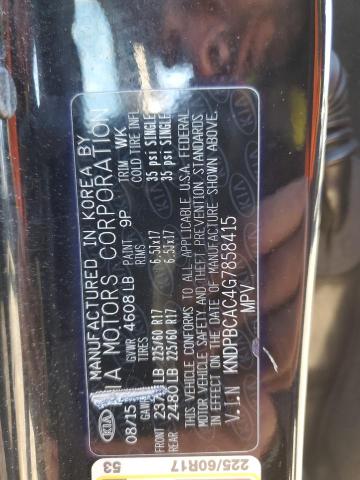 MANUFACTURED IN KOREA BY
KIA MOTORS CORPORATION
08/15 GVWR 4608 LB PAINT 9P TRIM WK
TIRES RIMS COLD TIRE INFL
FRONT LB 225/60 R17 6.5Jx17 35 psi SINGLE
REAR 2480 LB 225/60 R17 6.5Jx17 35 psi SINGLE
THIS VEHICLE CONFORMS TO ALL APPLICABLE U.S.A. FEDERAL
MOTOR VEHICLE SAFETY AND THEFT PREVENTION STANDARDS
IN EFFECT ON THE DATE OF MANUFACTURE SHOWN ABOVE.
V.I.N KNDPBCAC4G7858415
MPV
KIA
53 225/60R17